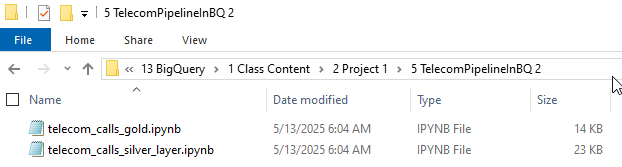 5 TelecomPipelineInBQ 2
File Home Share View
« 13 BigQuery > 1 Class Content > 2 Project 1 > 5 TelecomPipelineInBQ 2
Name Date modified Type Size
telecom_calls_gold.ipynb 5/13/2025 6:04 AM IPYNB File 14 KB
telecom_calls_silver_layer.ipynb 5/13/2025 6:04 AM IPYNB File 23 KB